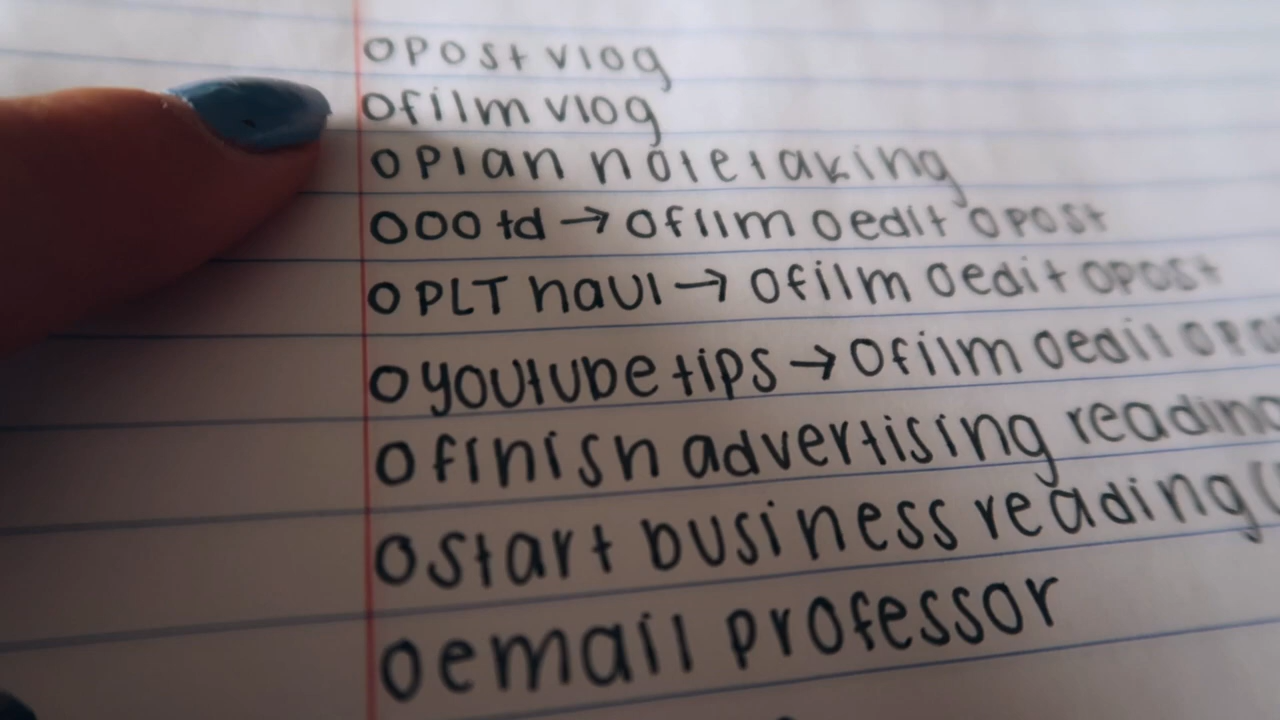 o post vlog
o film vlog
o plan notetaking
o ootd → o film o edit o post
o PLT haul → o film o edit o post
o youtube tips → o film o edit
o finish advertising reading
o start business reading (
o email professor